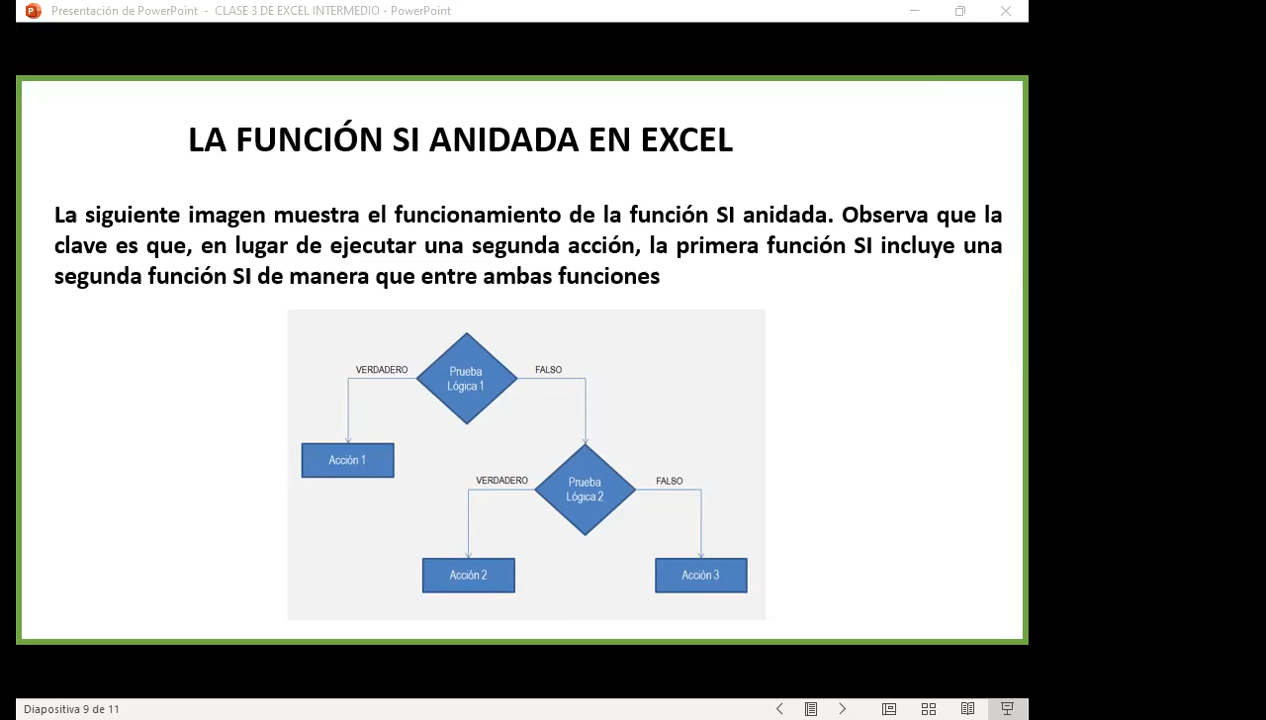 Presentación de PowerPoint - CLASE 3 DE EXCEL INTERMEDIO - PowerPoint
LA FUNCIÓN SI ANIDADA EN EXCEL
La siguiente imagen muestra el funcionamiento de la función SI anidada. Observa que la
clave es que, en lugar de ejecutar una segunda acción, la primera función SI incluye una
segunda función SI de manera que entre ambas funciones
VERDADERO
Prueba
Lógica 1
FALSO
Acción 1
VERDADERO
Prueba
Lógica 2
FALSO
Acción 2
Acción 3
Diapositiva 9 de 11